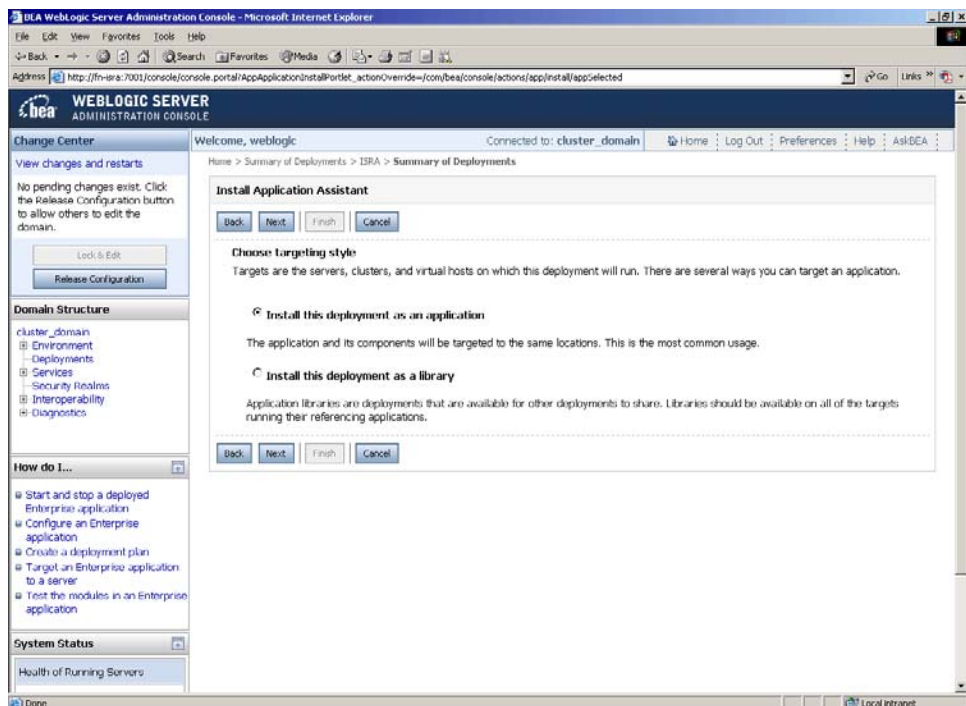 BEA WebLogic Server Administration Console - Microsoft Internet Explorer
File Edit View Favorites Tools Help
Back Search Favorites Media
Address http://fn-isra:7001/console/console.portal?AppApplicationInstallPortlet_actionOverride=/com/bea/console/actions/app/install/appSelected Go Links »
bea WEBLOGIC SERVER
ADMINISTRATION CONSOLE
Change Center
View changes and restarts
No pending changes exist. Click
the Release Configuration button
to allow others to edit the
domain.
Lock & Edit
Release Configuration
Domain Structure
cluster_domain
Environment
Deployments
Services
Security Realms
Interoperability
Diagnostics
How do I...
Start and stop a deployed
Enterprise application
Configure an Enterprise
application
Create a deployment plan
Target an Enterprise application
to a server
Test the modules in an Enterprise
application
System Status
Health of Running Servers
Welcome, weblogic Connected to: cluster_domain Home Log Out Preferences Help AskBEA
Home > Summary of Deployments > ISRA > Summary of Deployments
Install Application Assistant
Back Next Finish Cancel
Choose targeting style
Targets are the servers, clusters, and virtual hosts on which this deployment will run. There are several ways you can target an application.
Install this deployment as an application
The application and its components will be targeted to the same locations. This is the most common usage.
Install this deployment as a library
Application libraries are deployments that are available for other deployments to share. Libraries should be available on all of the targets
running their referencing applications.
Back Next Finish Cancel
Done Local intranet